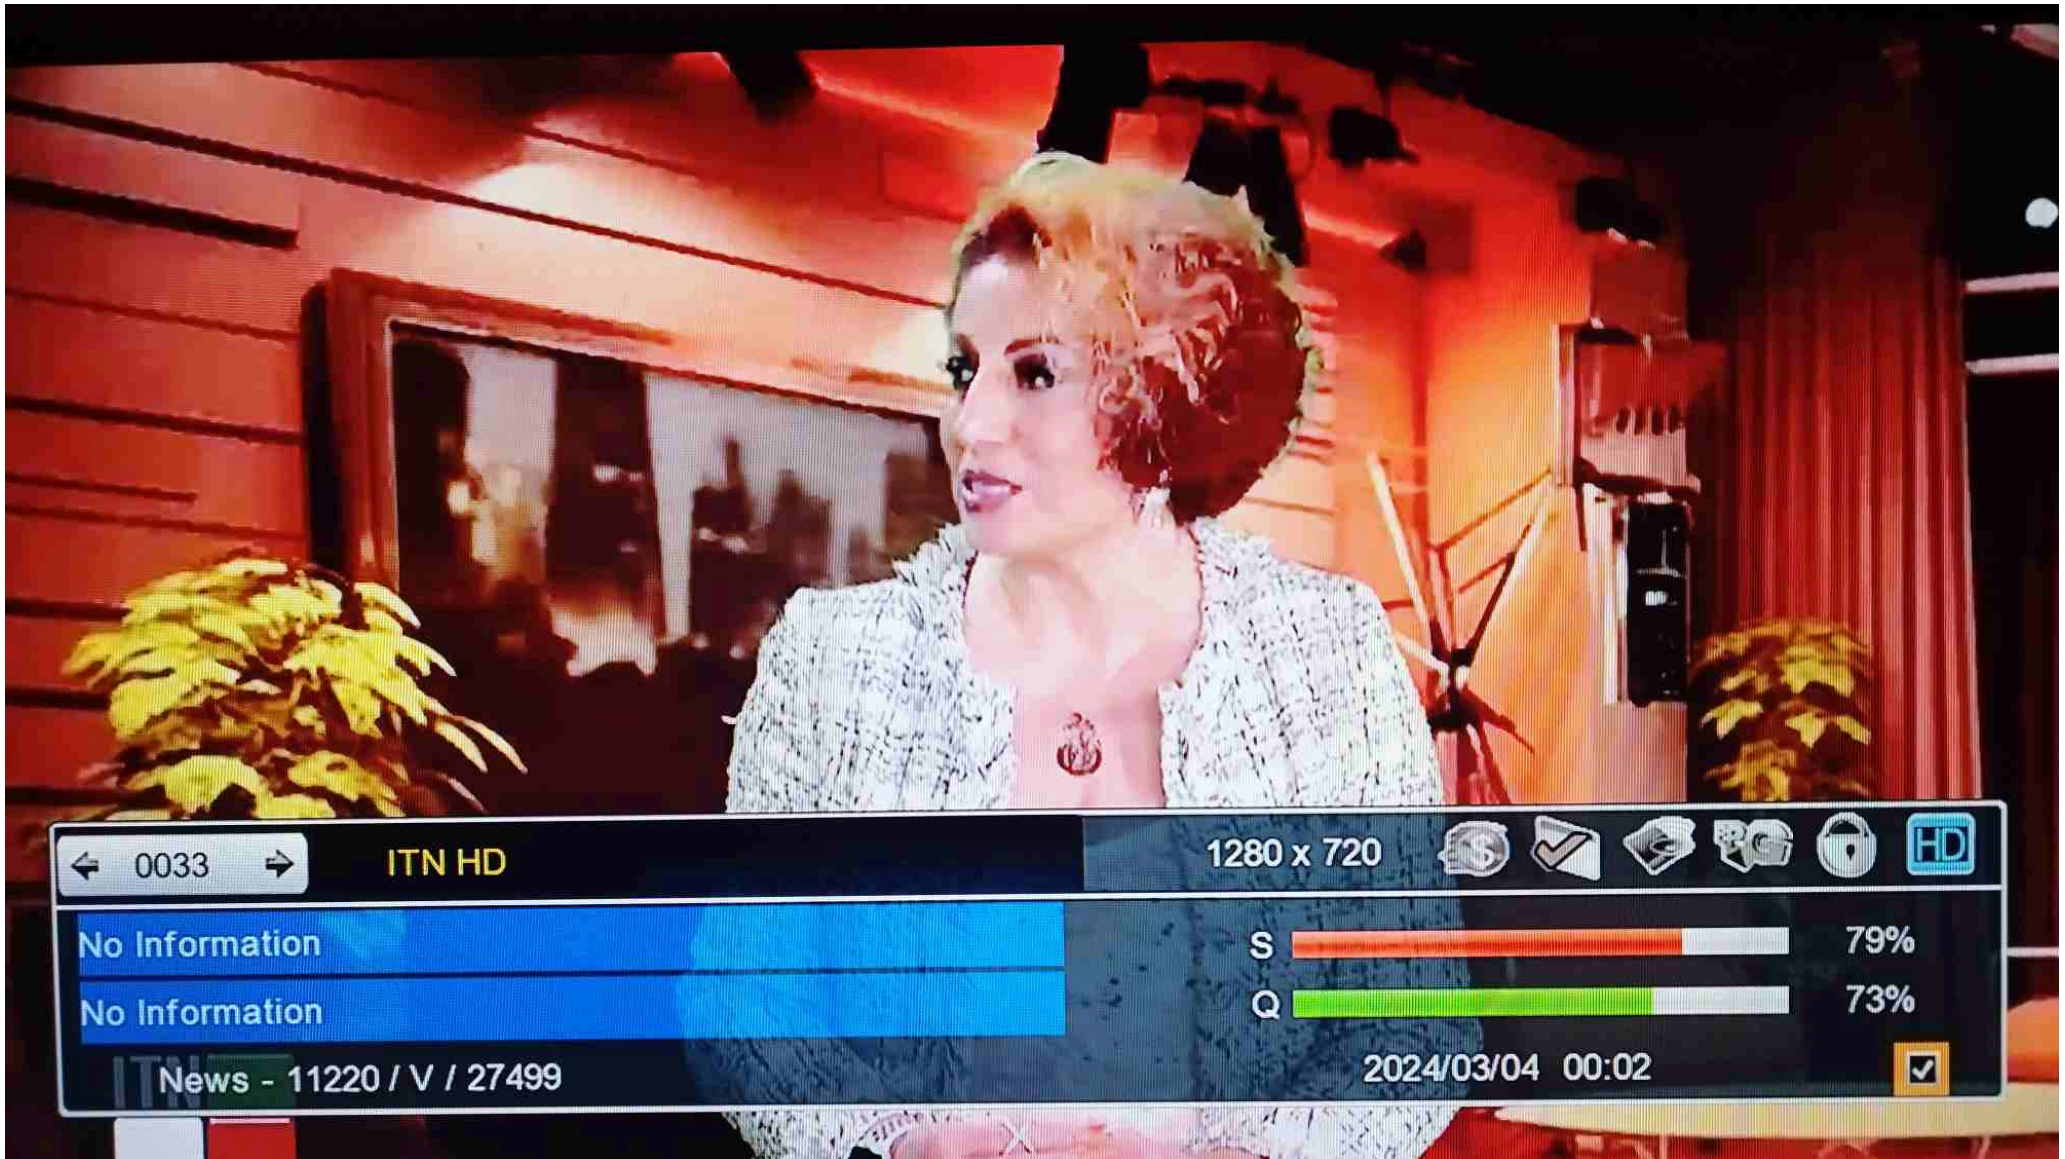 0033
ITN HD
1280 x 720
$
HD
No Information
S
79%
No Information
Q
73%
ITN
News - 11220 / V / 27499
2024/03/04 00:02